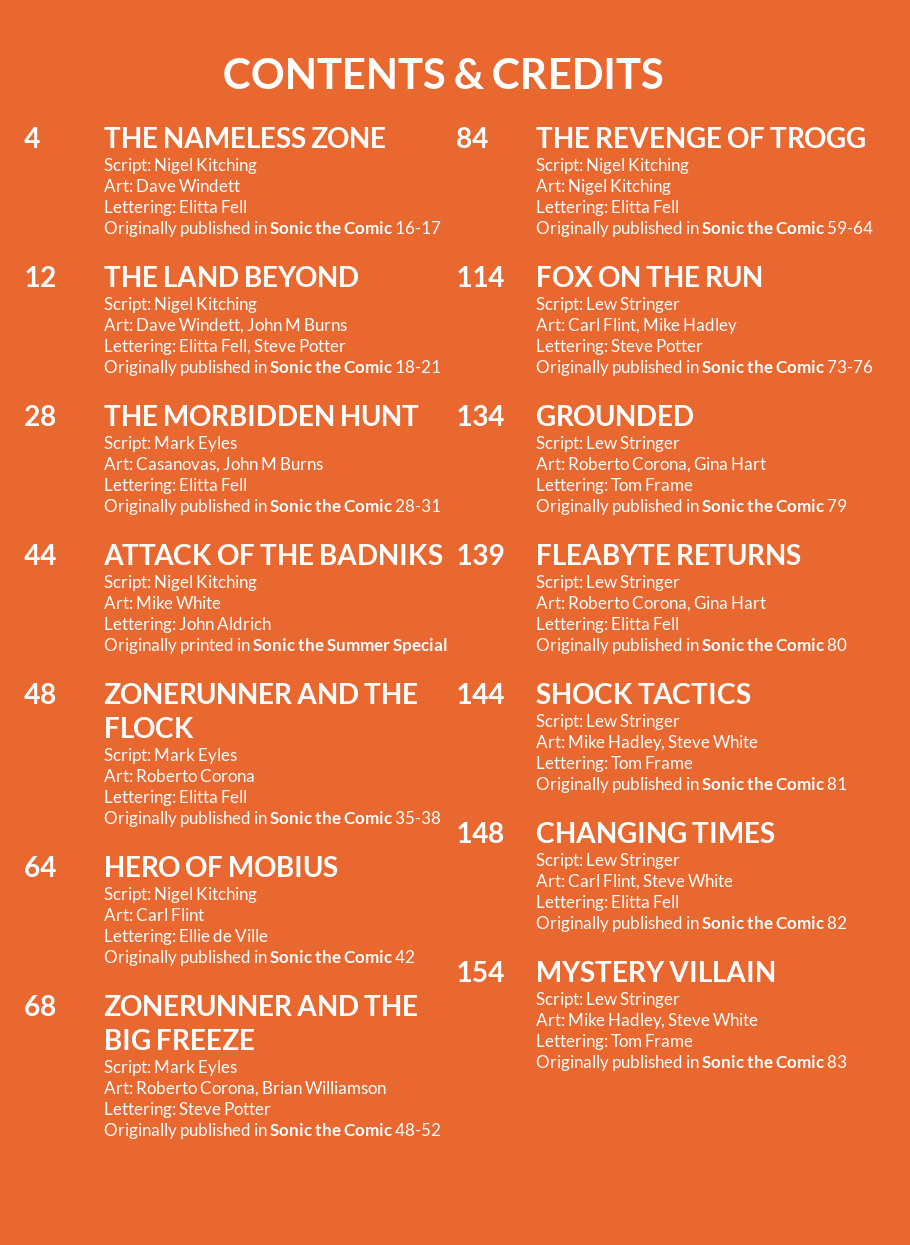 CONTENTS & CREDITS
4 THE NAMELESS ZONE
Script: Nigel Kitching
Art: Dave Windett
Lettering: Elitta Fell
Originally published in Sonic the Comic 16-17
12 THE LAND BEYOND
Script: Nigel Kitching
Art: Dave Windett, John M Burns
Lettering: Elitta Fell, Steve Potter
Originally published in Sonic the Comic 18-21
28 THE MORBIDDEN HUNT
Script: Mark Eyles
Art: Casanovas, John M Burns
Lettering: Elitta Fell
Originally published in Sonic the Comic 28-31
44 ATTACK OF THE BADNIKS
Script: Nigel Kitching
Art: Mike White
Lettering: John Aldrich
Originally printed in Sonic the Summer Special
48 ZONERUNNER AND THE
FLOCK
Script: Mark Eyles
Art: Roberto Corona
Lettering: Elitta Fell
Originally published in Sonic the Comic 35-38
64 HERO OF MOBIUS
Script: Nigel Kitching
Art: Carl Flint
Lettering: Ellie de Ville
Originally published in Sonic the Comic 42
68 ZONERUNNER AND THE
BIG FREEZE
Script: Mark Eyles
Art: Roberto Corona, Brian Williamson
Lettering: Steve Potter
Originally published in Sonic the Comic 48-52
84 THE REVENGE OF TROGG
Script: Nigel Kitching
Art: Nigel Kitching
Lettering: Elitta Fell
Originally published in Sonic the Comic 59-64
114 FOX ON THE RUN
Script: Lew Stringer
Art: Carl Flint, Mike Hadley
Lettering: Steve Potter
Originally published in Sonic the Comic 73-76
134 GROUNDED
Script: Lew Stringer
Art: Roberto Corona, Gina Hart
Lettering: Tom Frame
Originally published in Sonic the Comic 79
139 FLEABYTE RETURNS
Script: Lew Stringer
Art: Roberto Corona, Gina Hart
Lettering: Elitta Fell
Originally published in Sonic the Comic 80
144 SHOCK TACTICS
Script: Lew Stringer
Art: Mike Hadley, Steve White
Lettering: Tom Frame
Originally published in Sonic the Comic 81
148 CHANGING TIMES
Script: Lew Stringer
Art: Carl Flint, Steve White
Lettering: Elitta Fell
Originally published in Sonic the Comic 82
154 MYSTERY VILLAIN
Script: Lew Stringer
Art: Mike Hadley, Steve White
Lettering: Tom Frame
Originally published in Sonic the Comic 83